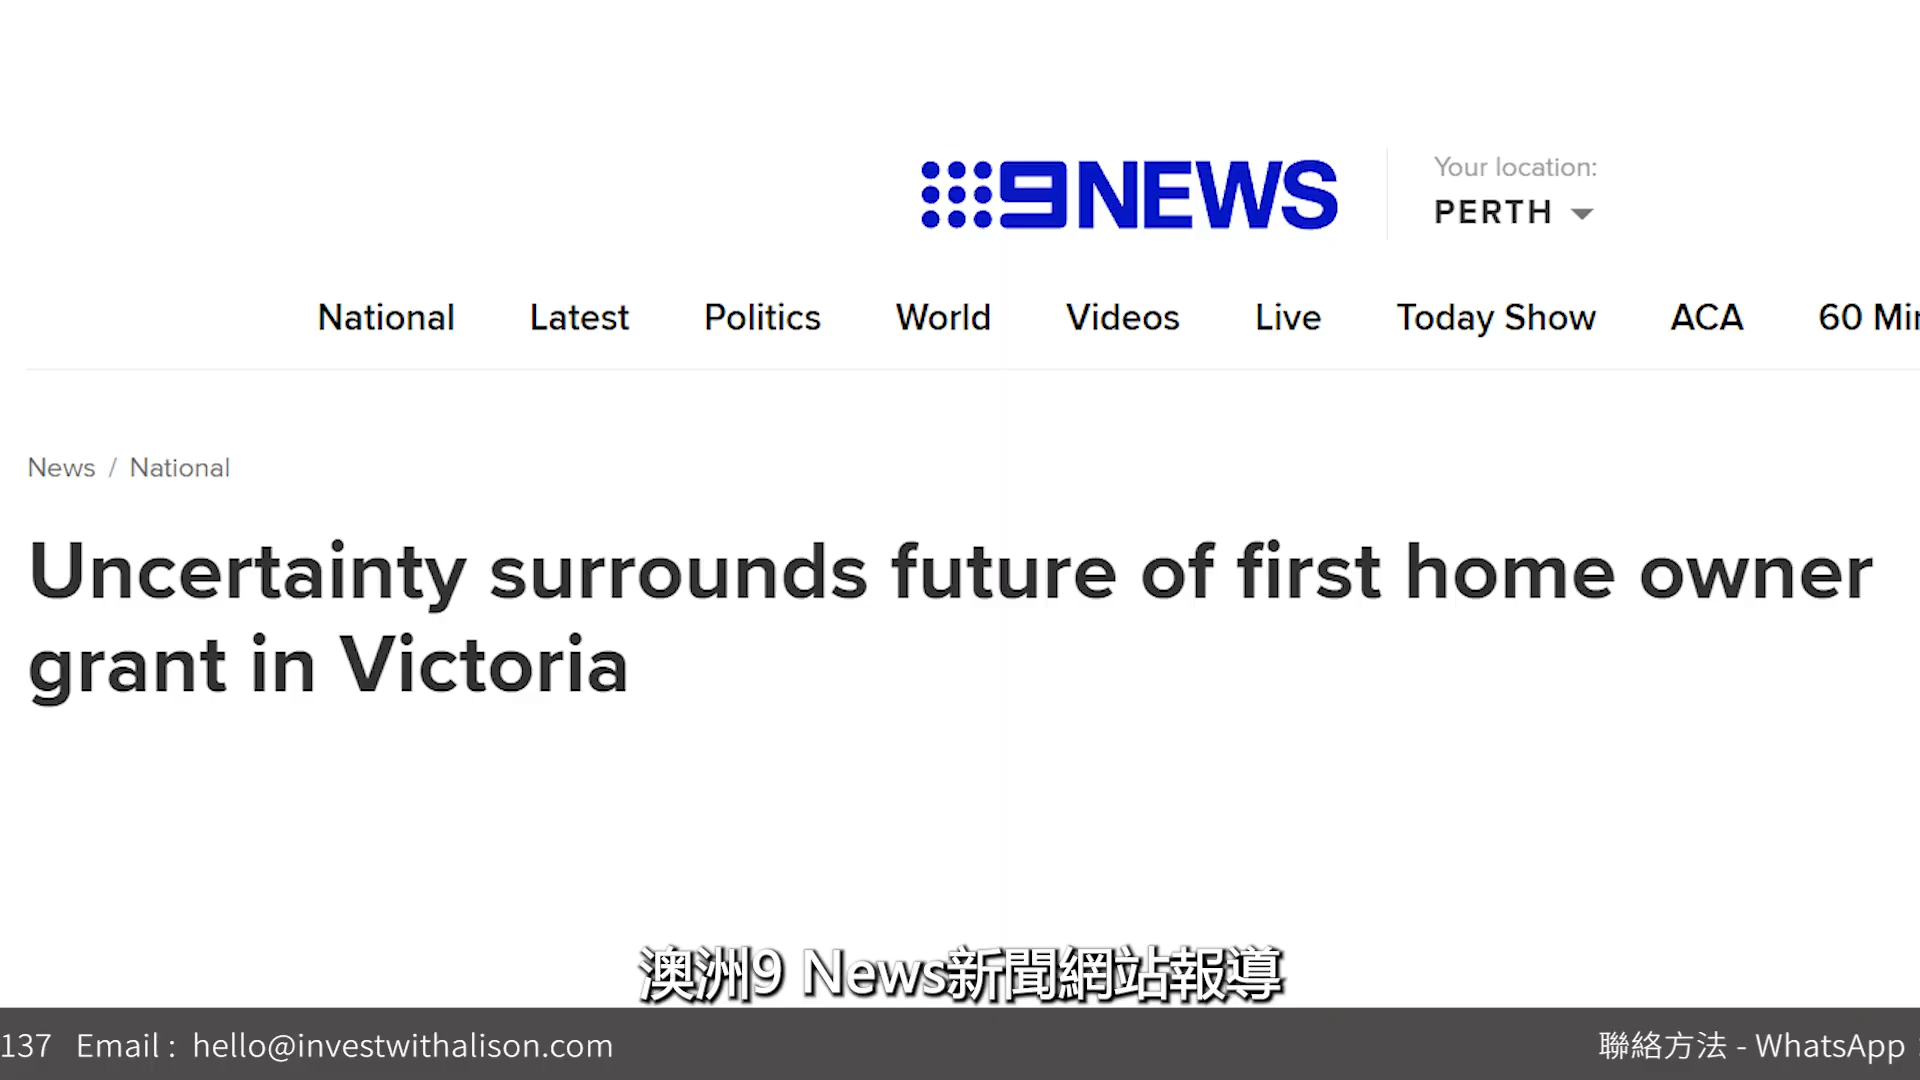 9NEWS
Your location:
PERTH
National Latest Politics World Videos Live Today Show ACA 60 Min
News / National
Uncertainty surrounds future of first home owner
grant in Victoria
澳洲9 News新聞網站報導
137 Email : hello@investwithalison.com 聯絡方法 - WhatsApp :